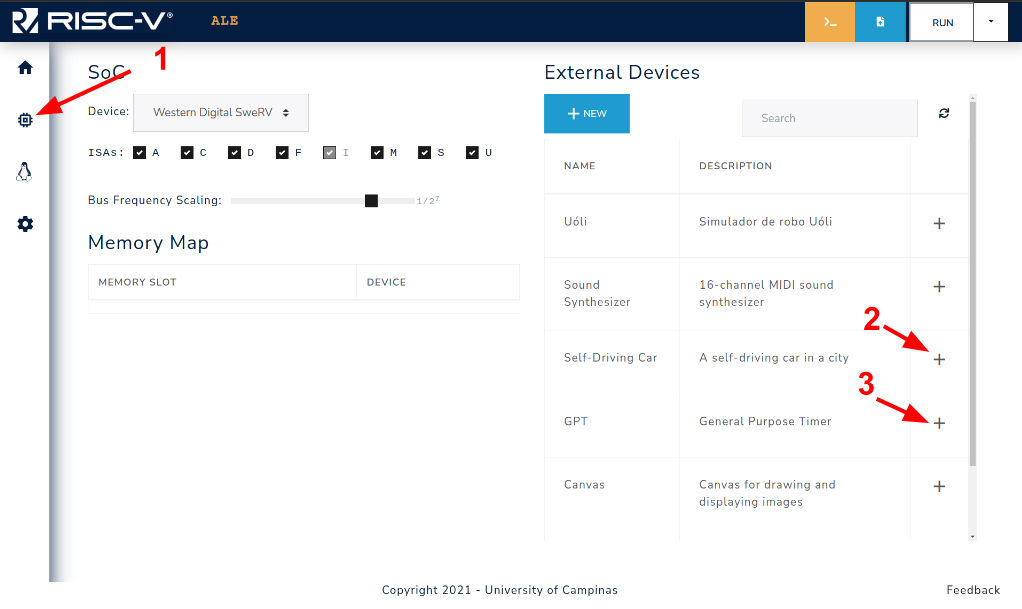 RISC-V®
ALE
>_
RUN
1
SoC
Device: Western Digital SweRV
ISAs: A C D F I M S U
Bus Frequency Scaling: 1/2⁷
Memory Map
MEMORY SLOT DEVICE
External Devices
+ NEW
Search
NAME DESCRIPTION
Uóli Simulador de robo Uóli +
Sound 16-channel MIDI sound +
Synthesizer synthesizer
2
Self-Driving Car A self-driving car in a city +
3
GPT General Purpose Timer +
Canvas Canvas for drawing and +
displaying images
Copyright 2021 - University of Campinas
Feedback